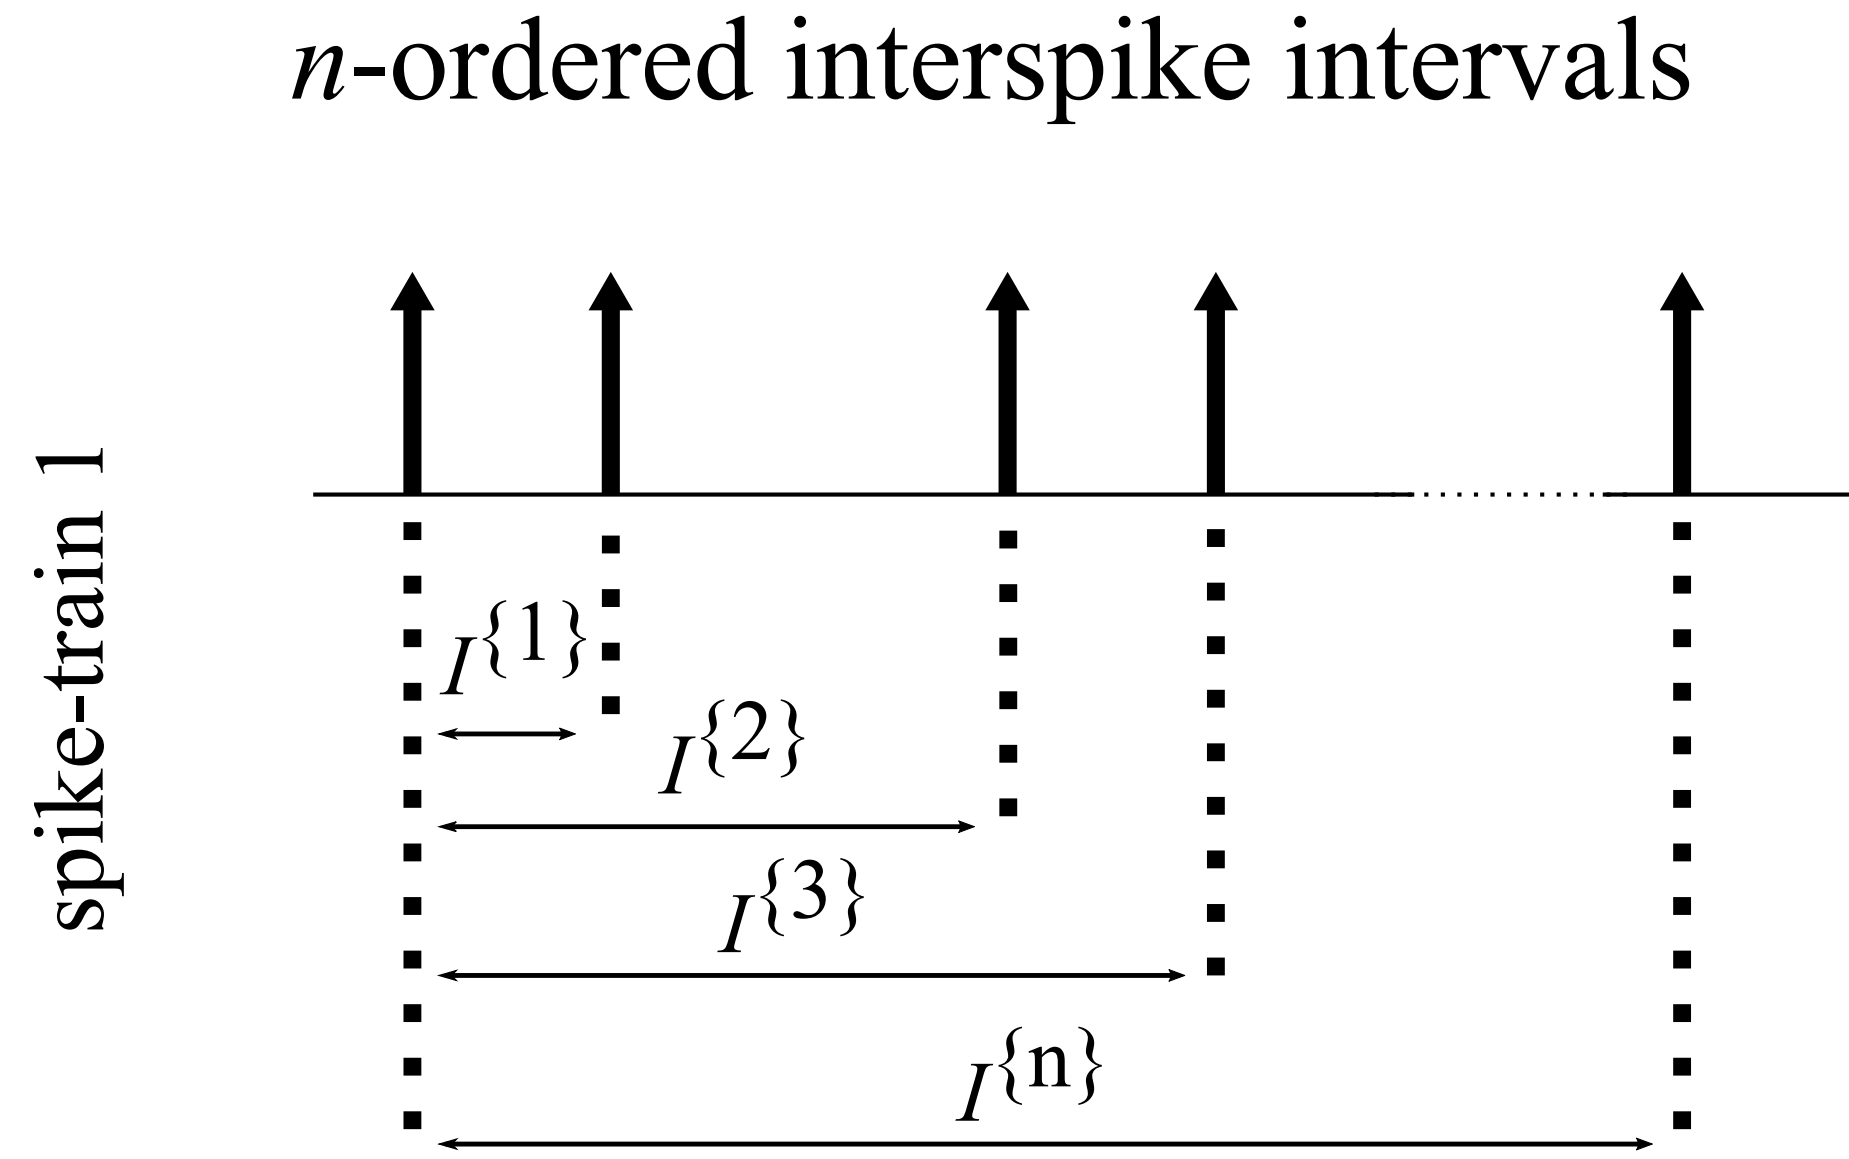 n-ordered interspike intervals
spike-train 1
I{1}
I{2}
I{3}
I{n}